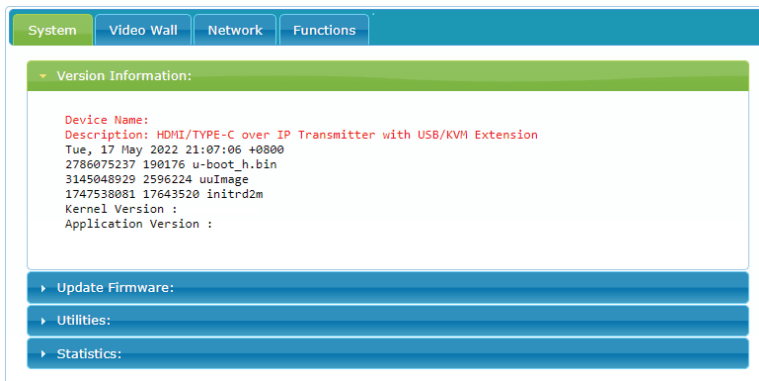 System
Video Wall
Network
Functions
Version Information:
Device Name:
Description: HDMI/TYPE-C over IP Transmitter with USB/KVM Extension
Tue, 17 May 2022 21:07:06 +0800
2786075237 190176 u-boot_h.bin
3145048929 2596224 uuImage
1747538081 17643520 initrd2m
Kernel Version :
Application Version :
Update Firmware:
Utilities:
Statistics: